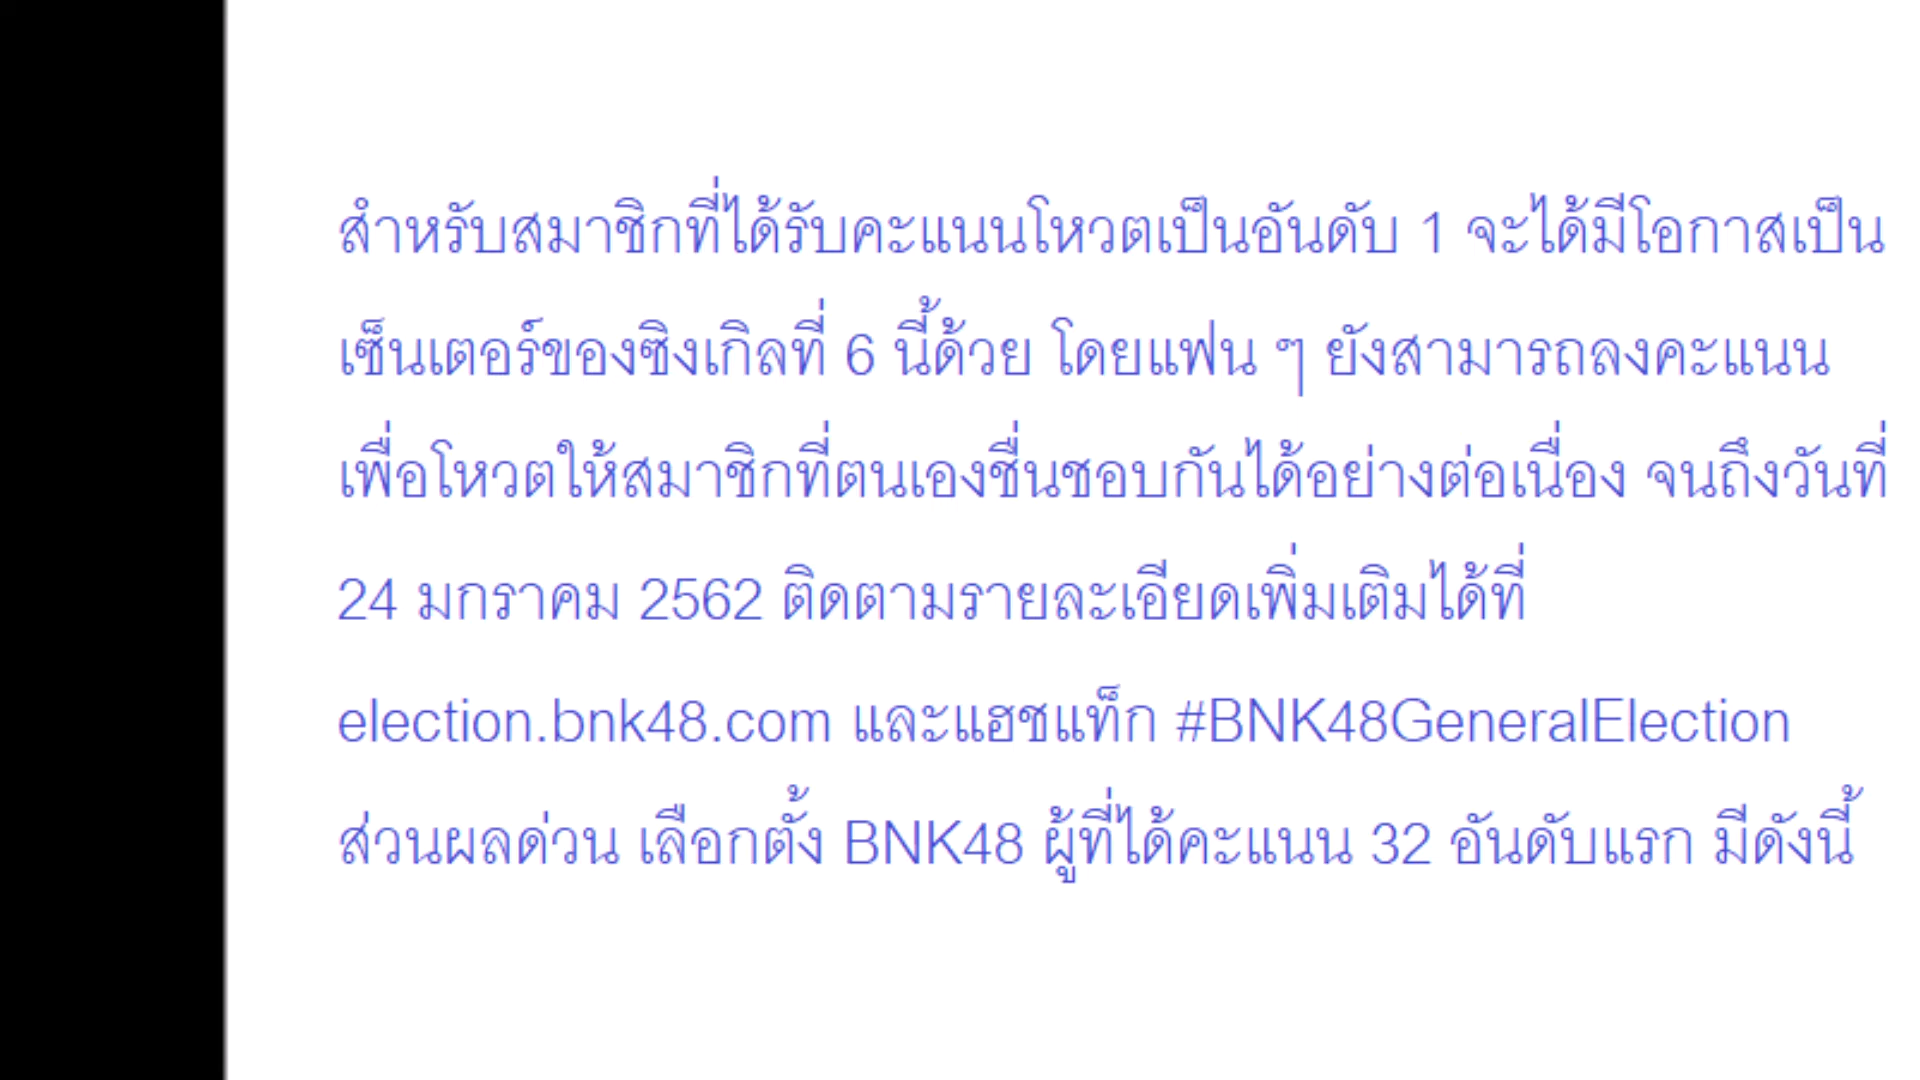 สำหรับสมาชิกที่ได้รับคะแนนโหวตเป็นอันดับ 1 จะได้มีโอกาสเป็น
เซ็นเตอร์ของซิงเกิลที่ 6 นี้ด้วย โดยแฟน ๆ ยังสามารถลงคะแนน
เพื่อโหวตให้สมาชิกที่ตนเองชื่นชอบกันได้อย่างต่อเนื่อง จนถึงวันที่
24 มกราคม 2562 ติดตามรายละเอียดเพิ่มเติมได้ที่
election.bnk48.com และแฮชแท็ก #BNK48GeneralElection
ส่วนผลด่วน เลือกตั้ง BNK48 ผู้ที่ได้คะแนน 32 อันดับแรก มีดังนี้